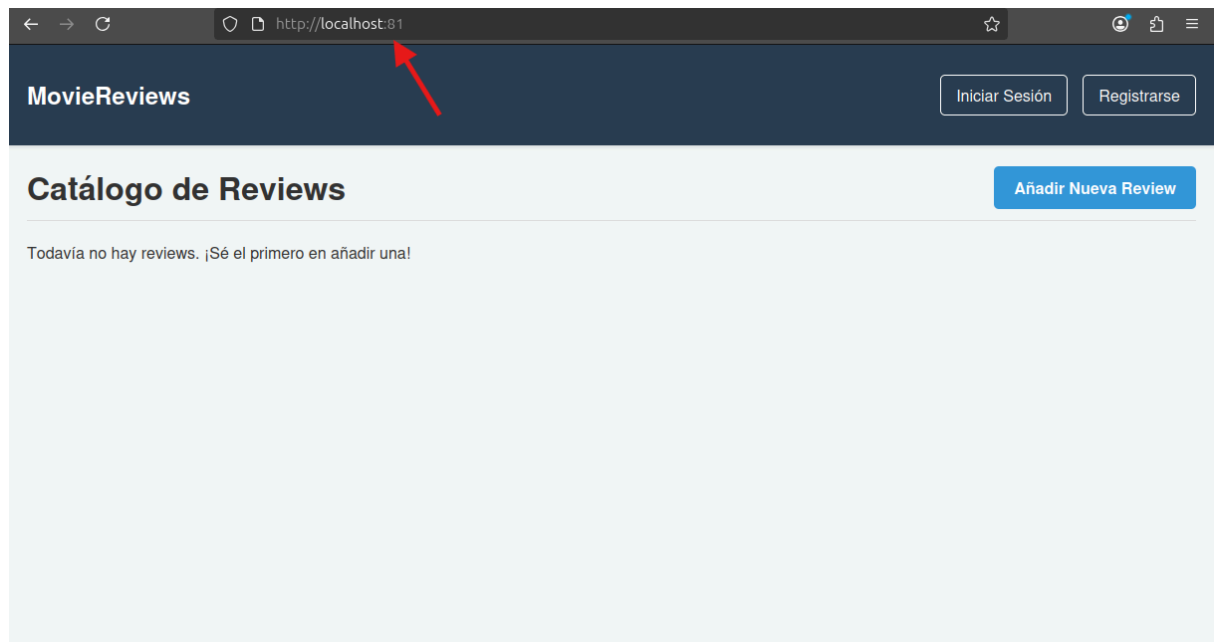 http://localhost:81
MovieReviews
Iniciar Sesión
Registrarse
Catálogo de Reviews
Añadir Nueva Review
Todavía no hay reviews. ¡Sé el primero en añadir una!